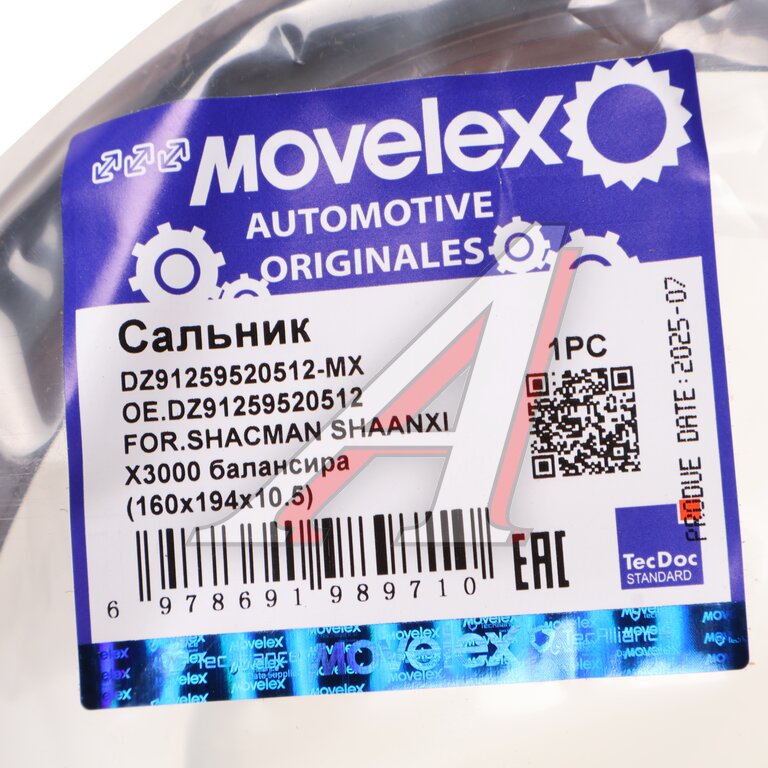 MOVELEX
AUTOMOTIVE
ORIGINALES
Сальник
DZ91259520512-MX
OE.DZ91259520512
FOR.SHACMAN SHAANXI
X3000 балансира
(160x194x10.5)
1PC
PRODUE DATE: 2025-07
6 978691 989710
EAC
TecDoc
STANDARD
MOVELEX